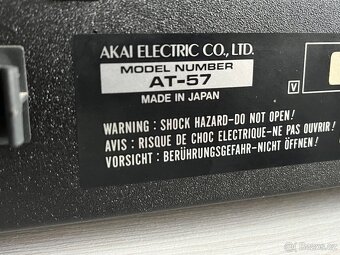 AKAI ELECTRIC CO., LTD.
MODEL NUMBER
AT-57
MADE IN JAPAN
V
WARNING : SHOCK HAZARD-DO NOT OPEN!
AVIS : RISQUE DE CHOC ELECTRIQUE-NE PAS OUVRIR!
VORSICHT : BERÜHRUNGSGEFAHR-NICHT ÖFFNEN!